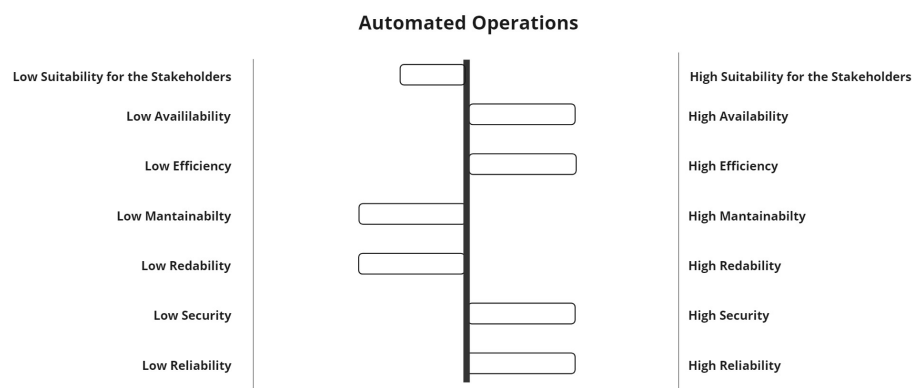 Automated Operations
Low Suitability for the Stakeholders
High Suitability for the Stakeholders
Low Availilability
High Availability
Low Efficiency
High Efficiency
Low Mantainabilty
High Mantainabilty
Low Redability
High Redability
Low Security
High Security
Low Reliability
High Reliability